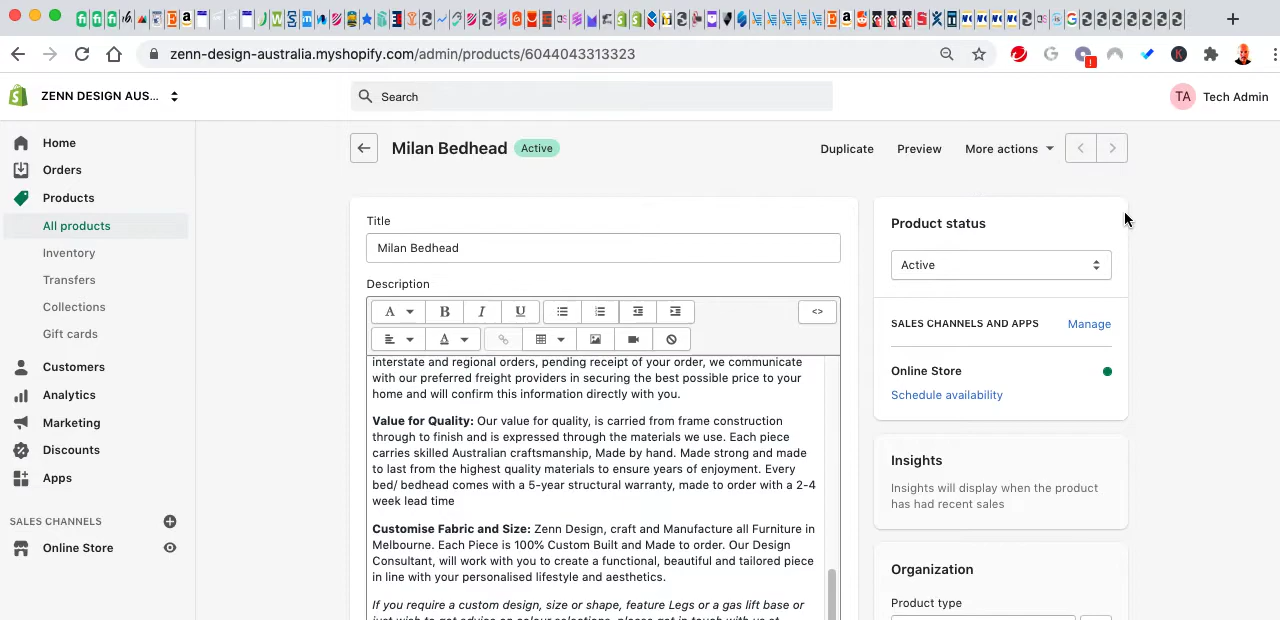 zenn-design-australia.myshopify.com/admin/products/6044043313323
ZENN DESIGN AUS...
Search
TA Tech Admin
Home
Orders
Products
All products
Inventory
Transfers
Collections
Gift cards
Customers
Analytics
Marketing
Discounts
Apps
SALES CHANNELS
Online Store
Milan Bedhead Active
Duplicate Preview More actions
Title
Milan Bedhead
Description
A B I U <>
A
interstate and regional orders, pending receipt of your order, we communicate
with our preferred freight providers in securing the best possible price to your
home and will confirm this information directly with you.
Value for Quality: Our value for quality, is carried from frame construction
through to finish and is expressed through the materials we use. Each piece
carries skilled Australian craftsmanship, Made by hand. Made strong and made
to last from the highest quality materials to ensure years of enjoyment. Every
bed/ bedhead comes with a 5-year structural warranty, made to order with a 2-4
week lead time
Customise Fabric and Size: Zenn Design, craft and Manufacture all Furniture in
Melbourne. Each Piece is 100% Custom Built and Made to order. Our Design
Consultant, will work with you to create a functional, beautiful and tailored piece
in line with your personalised lifestyle and aesthetics.
If you require a custom design, size or shape, feature Legs or a gas lift base or
Product status
Active
SALES CHANNELS AND APPS Manage
Online Store
Schedule availability
Insights
Insights will display when the product
has had recent sales
Organization
Product type